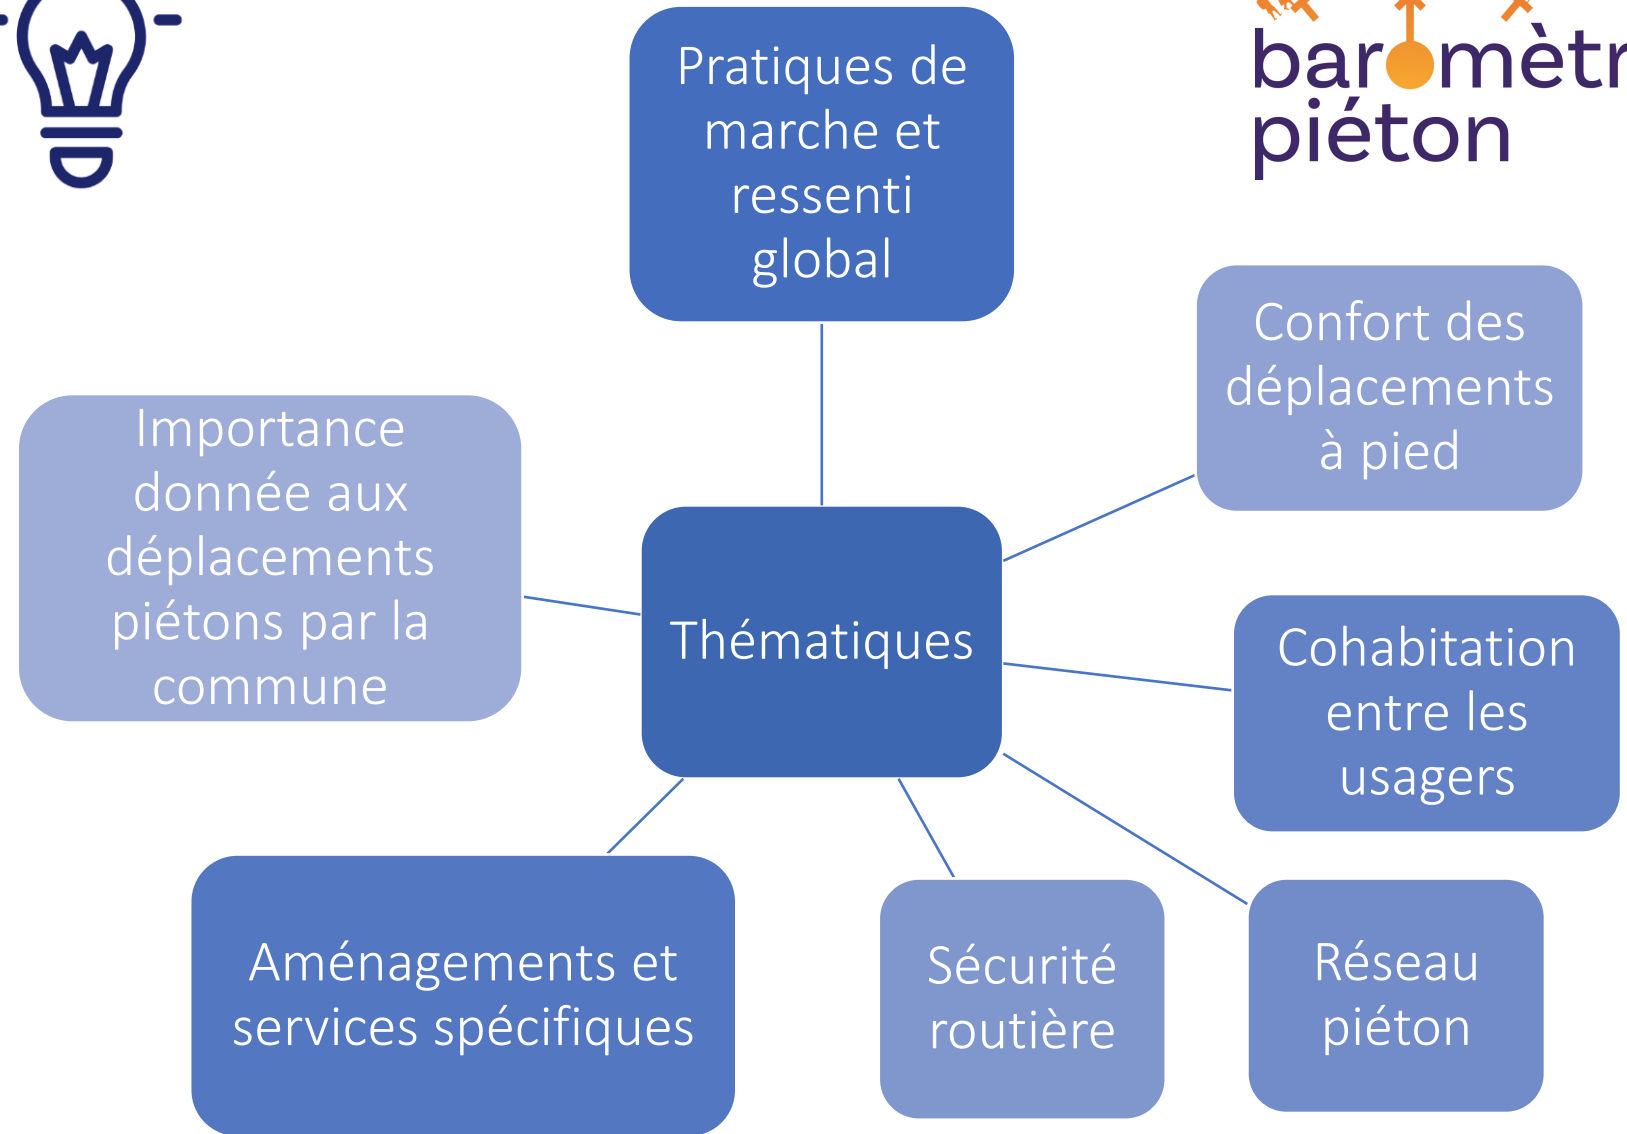 Pratiques de
marche et
ressenti
global
piéton
Confort des
déplacements
à pied
Importance
donnée aux
déplacements
piétons par la
commune
Thématiques
Cohabitation
entre les
usagers
Aménagements et
services spécifiques
Sécurité
routière
Réseau
piéton